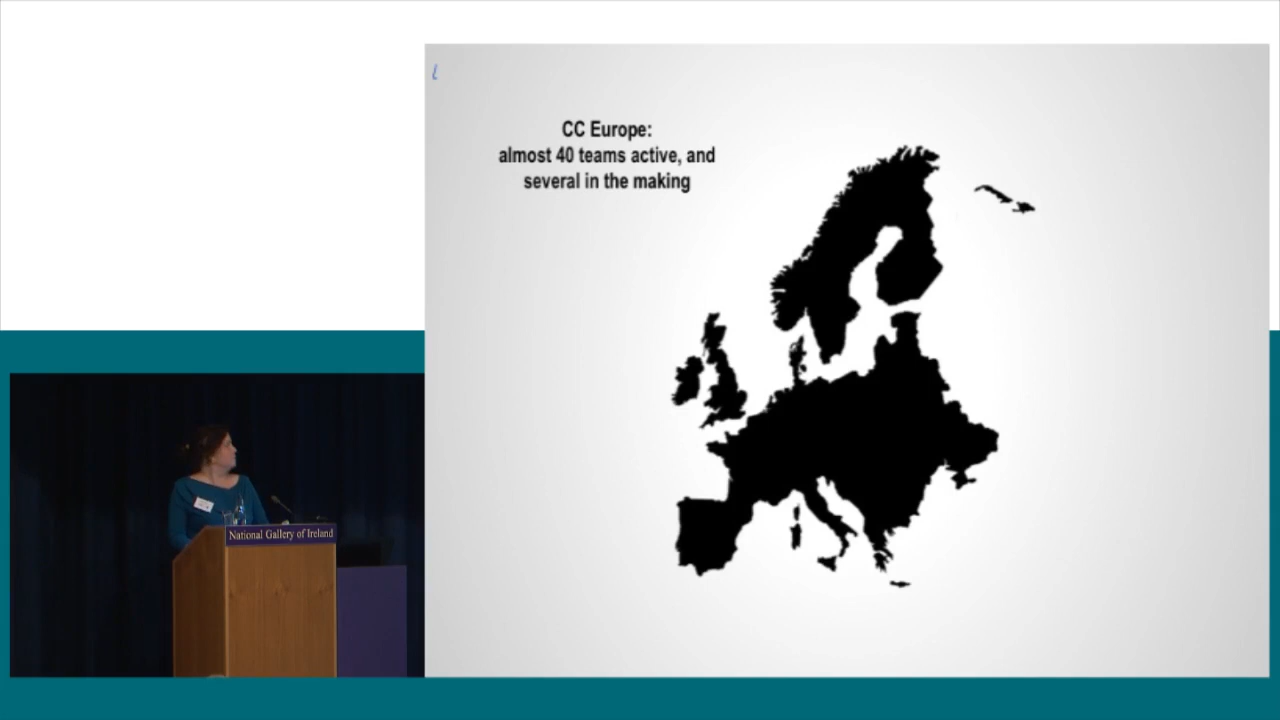 CC Europe:
almost 40 teams active, and
several in the making
National Gallery of Ireland